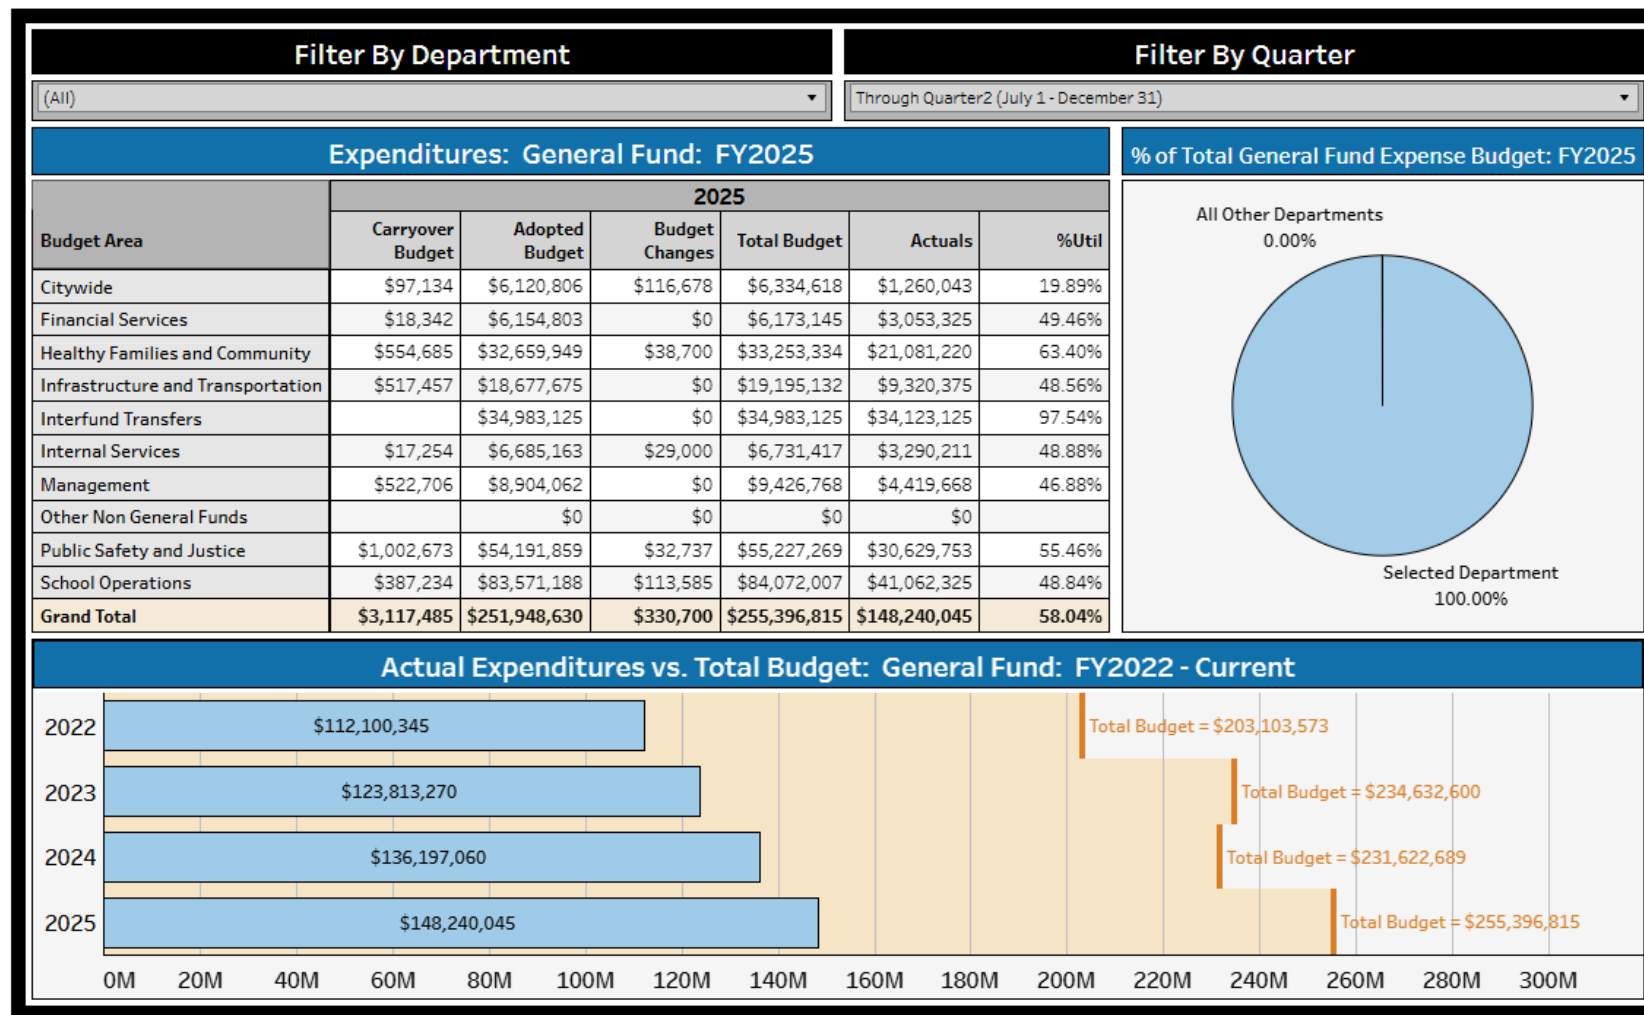 Filter By Department
Filter By Quarter
(All)
Through Quarter2 (July 1 - December 31)
Expenditures: General Fund: FY2025
% of Total General Fund Expense Budget: FY2025
2025
Budget Area Carryover Budget Adopted Budget Budget Changes Total Budget Actuals %Util
Citywide $97,134 $6,120,806 $116,678 $6,334,618 $1,260,043 19.89%
Financial Services $18,342 $6,154,803 $0 $6,173,145 $3,053,325 49.46%
Healthy Families and Community $554,685 $32,659,949 $38,700 $33,253,334 $21,081,220 63.40%
Infrastructure and Transportation $517,457 $18,677,675 $0 $19,195,132 $9,320,375 48.56%
Interfund Transfers $34,983,125 $0 $34,983,125 $34,123,125 97.54%
Internal Services $17,254 $6,685,163 $29,000 $6,731,417 $3,290,211 48.88%
Management $522,706 $8,904,062 $0 $9,426,768 $4,419,668 46.88%
Other Non General Funds $0 $0 $0 $0
Public Safety and Justice $1,002,673 $54,191,859 $32,737 $55,227,269 $30,629,753 55.46%
School Operations $387,234 $83,571,188 $113,585 $84,072,007 $41,062,325 48.84%
Grand Total $3,117,485 $251,948,630 $330,700 $255,396,815 $148,240,045 58.04%
All Other Departments
0.00%
Selected Department
100.00%
Actual Expenditures vs. Total Budget: General Fund: FY2022 - Current
2022 $112,100,345 Total Budget = $203,103,573
2023 $123,813,270 Total Budget = $234,632,600
2024 $136,197,060 Total Budget = $231,622,689
2025 $148,240,045 Total Budget = $255,396,815
0M 20M 40M 60M 80M 100M 120M 140M 160M 180M 200M 220M 240M 260M 280M 300M